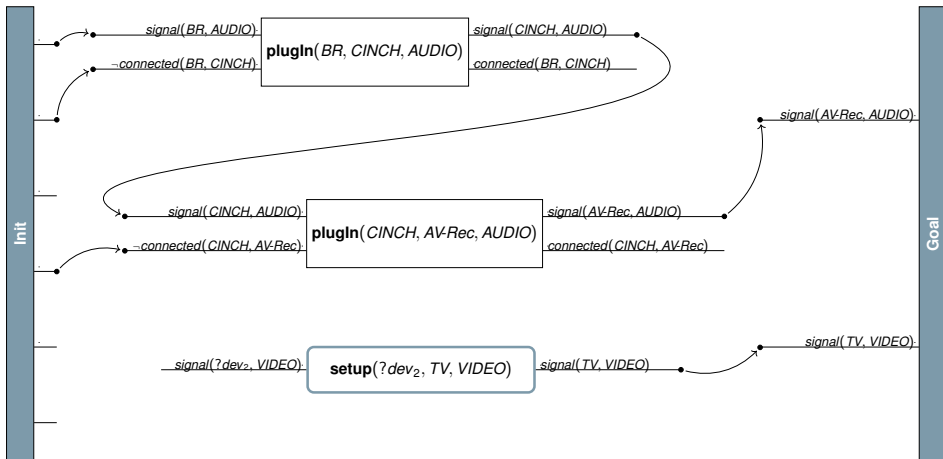 signal(BR, AUDIO)
plugIn(BR, CINCH, AUDIO)
signal(CINCH, AUDIO)
¬connected(BR, CINCH)
connected(BR, CINCH)
signal(AV-Rec, AUDIO)
Init
Goal
signal(CINCH, AUDIO)
plugIn(CINCH, AV-Rec, AUDIO)
signal(AV-Rec, AUDIO)
¬connected(CINCH, AV-Rec)
connected(CINCH, AV-Rec)
signal(TV, VIDEO)
signal(?dev₂, VIDEO)
setup(?dev₂, TV, VIDEO)
signal(TV, VIDEO)